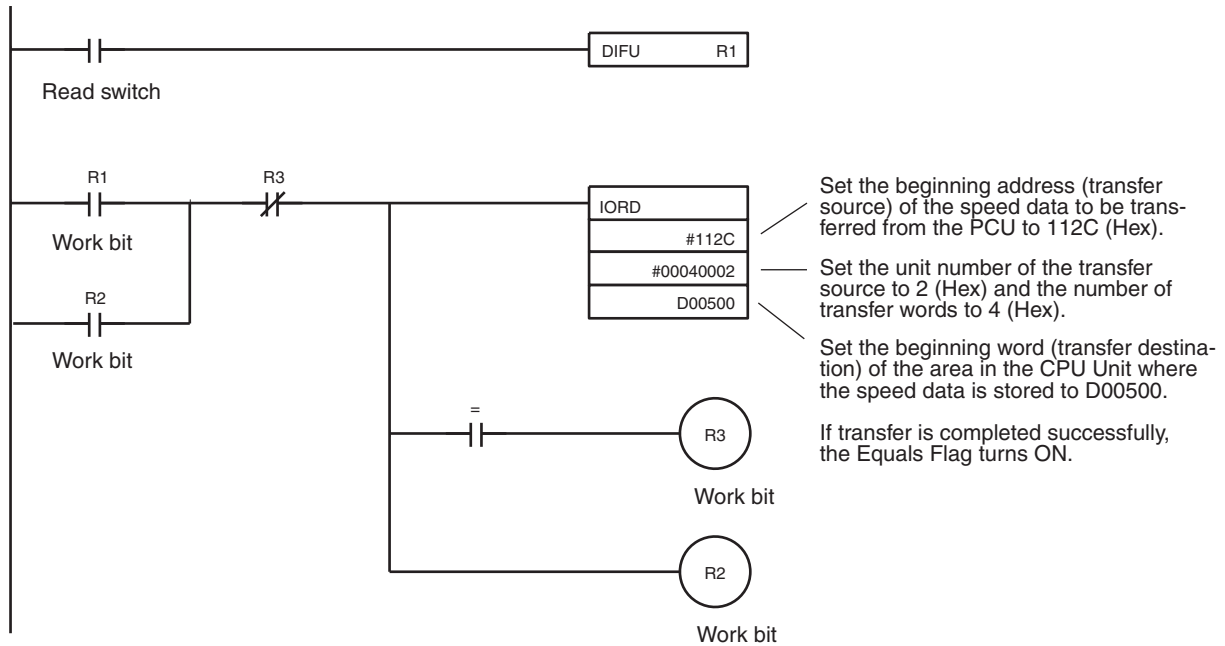 DIFU R1
Read switch
R1
R3
Work bit
R2
Work bit
IORD
#112C
#00040002
D00500
Set the beginning address (transfer
source) of the speed data to be trans-
ferred from the PCU to 112C (Hex).
Set the unit number of the transfer
source to 2 (Hex) and the number of
transfer words to 4 (Hex).
Set the beginning word (transfer destina-
tion) of the area in the CPU Unit where
the speed data is stored to D00500.
If transfer is completed successfully,
the Equals Flag turns ON.
=
R3
Work bit
R2
Work bit